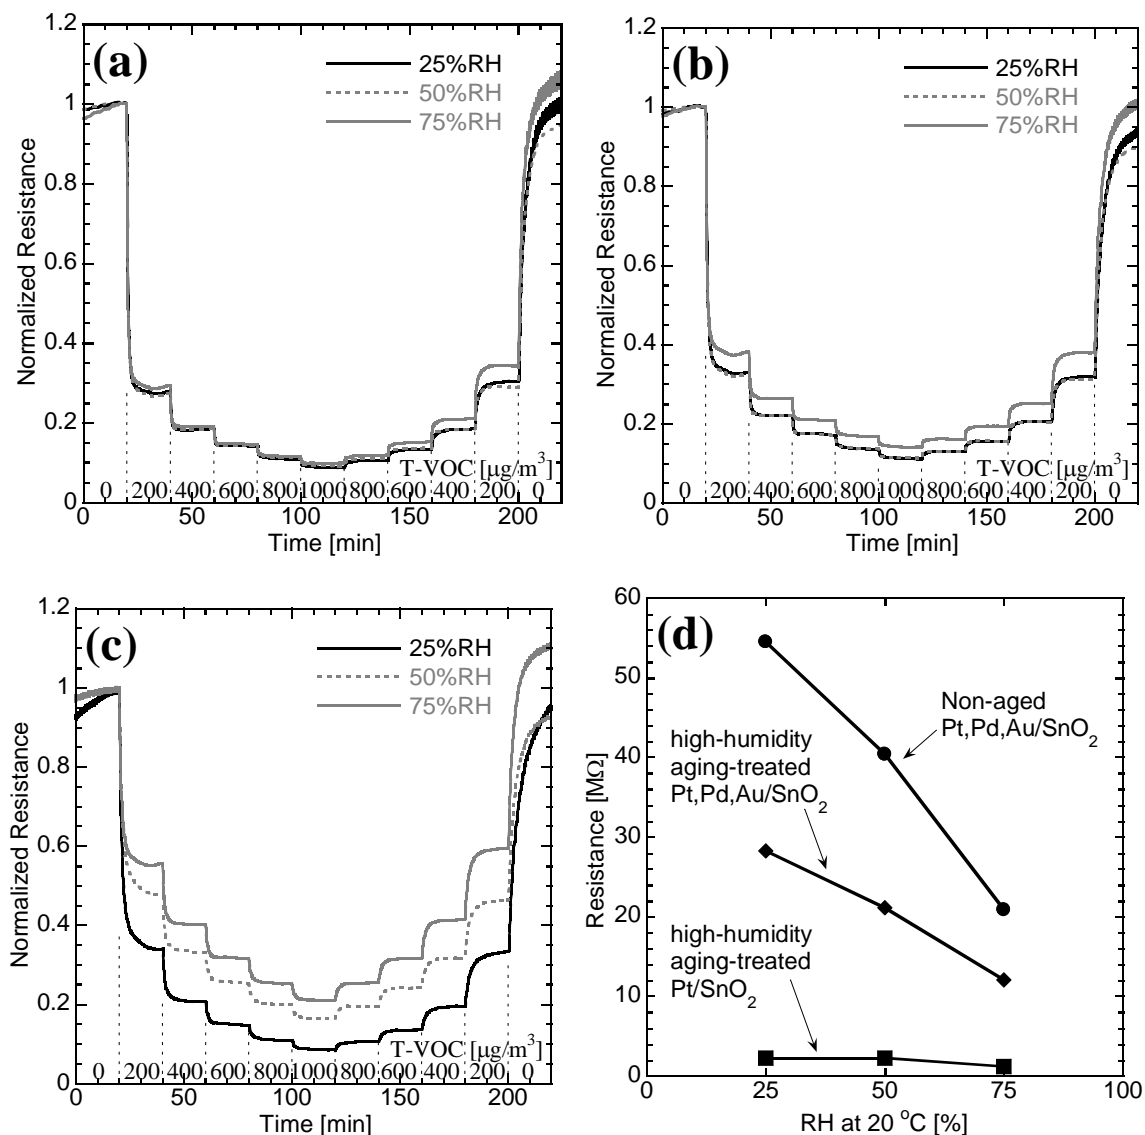 (a)
25%RH
50%RH
75%RH
Normalized Resistance
1.2
1
0.8
0.6
0.4
0.2
0
T-VOC [μg/m³]
0 200 400 600 800 1000 800 600 400 200 0
0 50 100 150 200
Time [min]
(b)
25%RH
50%RH
75%RH
Normalized Resistance
1.2
1
0.8
0.6
0.4
0.2
0
T-VOC [μg/m³]
0 200 400 600 800 1000 800 600 400 200 0
0 50 100 150 200
Time [min]
(c)
25%RH
50%RH
75%RH
Normalized Resistance
1.2
1
0.8
0.6
0.4
0.2
0
T-VOC [μg/m³]
0 200 400 600 800 1000 800 600 400 200 0
0 50 100 150 200
Time [min]
(d)
Resistance [MΩ]
60
50
40
30
20
10
0
Non-aged
Pt,Pd,Au/SnO₂
high-humidity
aging-treated
Pt,Pd,Au/SnO₂
high-humidity
aging-treated
Pt/SnO₂
0 25 50 75 100
RH at 20 °C [%]